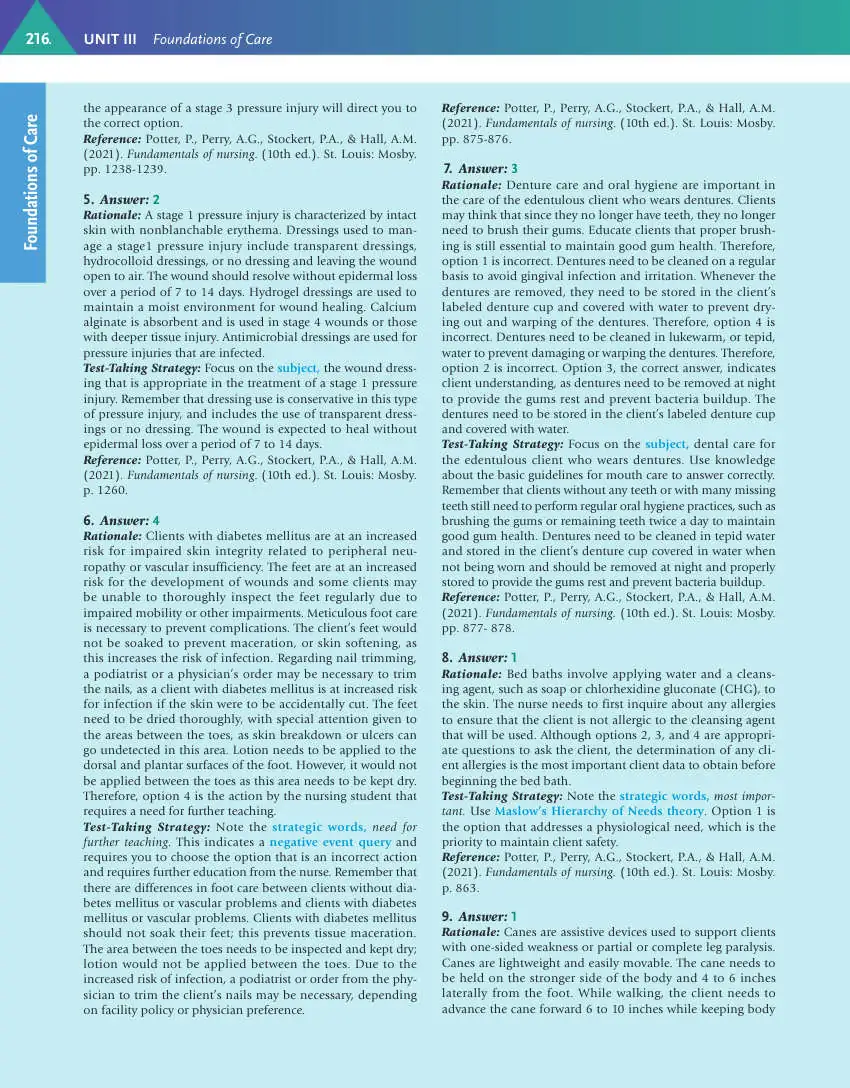 216.
UNIT III Foundations of Care
Foundations of Care
the appearance of a stage 3 pressure injury will direct you to
the correct option.
Reference: Potter, P., Perry, A.G., Stockert, P.A., & Hall, A.M.
(2021). Fundamentals of nursing. (10th ed.). St. Louis: Mosby.
pp. 1238-1239.
5. Answer: 2
Rationale: A stage 1 pressure injury is characterized by intact
skin with nonblanchable erythema. Dressings used to man-
age a stage1 pressure injury include transparent dressings,
hydrocolloid dressings, or no dressing and leaving the wound
open to air. The wound should resolve without epidermal loss
over a period of 7 to 14 days. Hydrogel dressings are used to
maintain a moist environment for wound healing. Calcium
alginate is absorbent and is used in stage 4 wounds or those
with deeper tissue injury. Antimicrobial dressings are used for
pressure injuries that are infected.
Test-Taking Strategy: Focus on the subject, the wound dress-
ing that is appropriate in the treatment of a stage 1 pressure
injury. Remember that dressing use is conservative in this type
of pressure injury, and includes the use of transparent dress-
ings or no dressing. The wound is expected to heal without
epidermal loss over a period of 7 to 14 days.
Reference: Potter, P., Perry, A.G., Stockert, P.A., & Hall, A.M.
(2021). Fundamentals of nursing. (10th ed.). St. Louis: Mosby.
p. 1260.
6. Answer: 4
Rationale: Clients with diabetes mellitus are at an increased
risk for impaired skin integrity related to peripheral neu-
ropathy or vascular insufficiency. The feet are at an increased
risk for the development of wounds and some clients may
be unable to thoroughly inspect the feet regularly due to
impaired mobility or other impairments. Meticulous foot care
is necessary to prevent complications. The client's feet would
not be soaked to prevent maceration, or skin softening, as
this increases the risk of infection. Regarding nail trimming,
a podiatrist or a physician's order may be necessary to trim
the nails, as a client with diabetes mellitus is at increased risk
for infection if the skin were to be accidentally cut. The feet
need to be dried thoroughly, with special attention given to
the areas between the toes, as skin breakdown or ulcers can
go undetected in this area. Lotion needs to be applied to the
dorsal and plantar surfaces of the foot. However, it would not
be applied between the toes as this area needs to be kept dry.
Therefore, option 4 is the action by the nursing student that
requires a need for further teaching.
Test-Taking Strategy: Note the strategic words, need for
further teaching. This indicates a negative event query and
requires you to choose the option that is an incorrect action
and requires further education from the nurse. Remember that
there are differences in foot care between clients without dia-
betes mellitus or vascular problems and clients with diabetes
mellitus or vascular problems. Clients with diabetes mellitus
should not soak their feet; this prevents tissue maceration.
The area between the toes needs to be inspected and kept dry;
lotion would not be applied between the toes. Due to the
increased risk of infection, a podiatrist or order from the phy-
sician to trim the client's nails may be necessary, depending
on facility policy or physician preference.
Reference: Potter, P., Perry, A.G., Stockert, P.A., & Hall, A.M.
(2021). Fundamentals of nursing. (10th ed.). St. Louis: Mosby.
pp. 875-876.
7. Answer: 3
Rationale: Denture care and oral hygiene are important in
the care of the edentulous client who wears dentures. Clients
may think that since they no longer have teeth, they no longer
need to brush their gums. Educate clients that proper brush-
ing is still essential to maintain good gum health. Therefore,
option 1 is incorrect. Dentures need to be cleaned on a regular
basis to avoid gingival infection and irritation. Whenever the
dentures are removed, they need to be stored in the client's
labeled denture cup and covered with water to prevent dry-
ing out and warping of the dentures. Therefore, option 4 is
incorrect. Dentures need to be cleaned in lukewarm, or tepid,
water to prevent damaging or warping the dentures. Therefore,
option 2 is incorrect. Option 3, the correct answer, indicates
client understanding, as dentures need to be removed at night
to provide the gums rest and prevent bacteria buildup. The
dentures need to be stored in the client's labeled denture cup
and covered with water.
Test-Taking Strategy: Focus on the subject, dental care for
the edentulous client who wears dentures. Use knowledge
about the basic guidelines for mouth care to answer correctly.
Remember that clients without any teeth or with many missing
teeth still need to perform regular oral hygiene practices, such as
brushing the gums or remaining teeth twice a day to maintain
good gum health. Dentures need to be cleaned in tepid water
and stored in the client's denture cup covered in water when
not being worn and should be removed at night and properly
stored to provide the gums rest and prevent bacteria buildup.
Reference: Potter, P., Perry, A.G., Stockert, P.A., & Hall, A.M.
(2021). Fundamentals of nursing. (10th ed.). St. Louis: Mosby.
pp. 877- 878.
8. Answer: 1
Rationale: Bed baths involve applying water and a cleans-
ing agent, such as soap or chlorhexidine gluconate (CHG), to
the skin. The nurse needs to first inquire about any allergies
to ensure that the client is not allergic to the cleansing agent
that will be used. Although options 2, 3, and 4 are appropri-
ate questions to ask the client, the determination of any cli-
ent allergies is the most important client data to obtain before
beginning the bed bath.
Test-Taking Strategy: Note the strategic words, most impor-
tant. Use Maslow's Hierarchy of Needs theory. Option 1 is
the option that addresses a physiological need, which is the
priority to maintain client safety.
Reference: Potter, P., Perry, A.G., Stockert, P.A., & Hall, A.M.
(2021). Fundamentals of nursing. (10th ed.). St. Louis: Mosby.
p. 863.
9. Answer: 1
Rationale: Canes are assistive devices used to support clients
with one-sided weakness or partial or complete leg paralysis.
Canes are lightweight and easily movable. The cane needs to
be held on the stronger side of the body and 4 to 6 inches
laterally from the foot. While walking, the client needs to
advance the cane forward 6 to 10 inches while keeping body